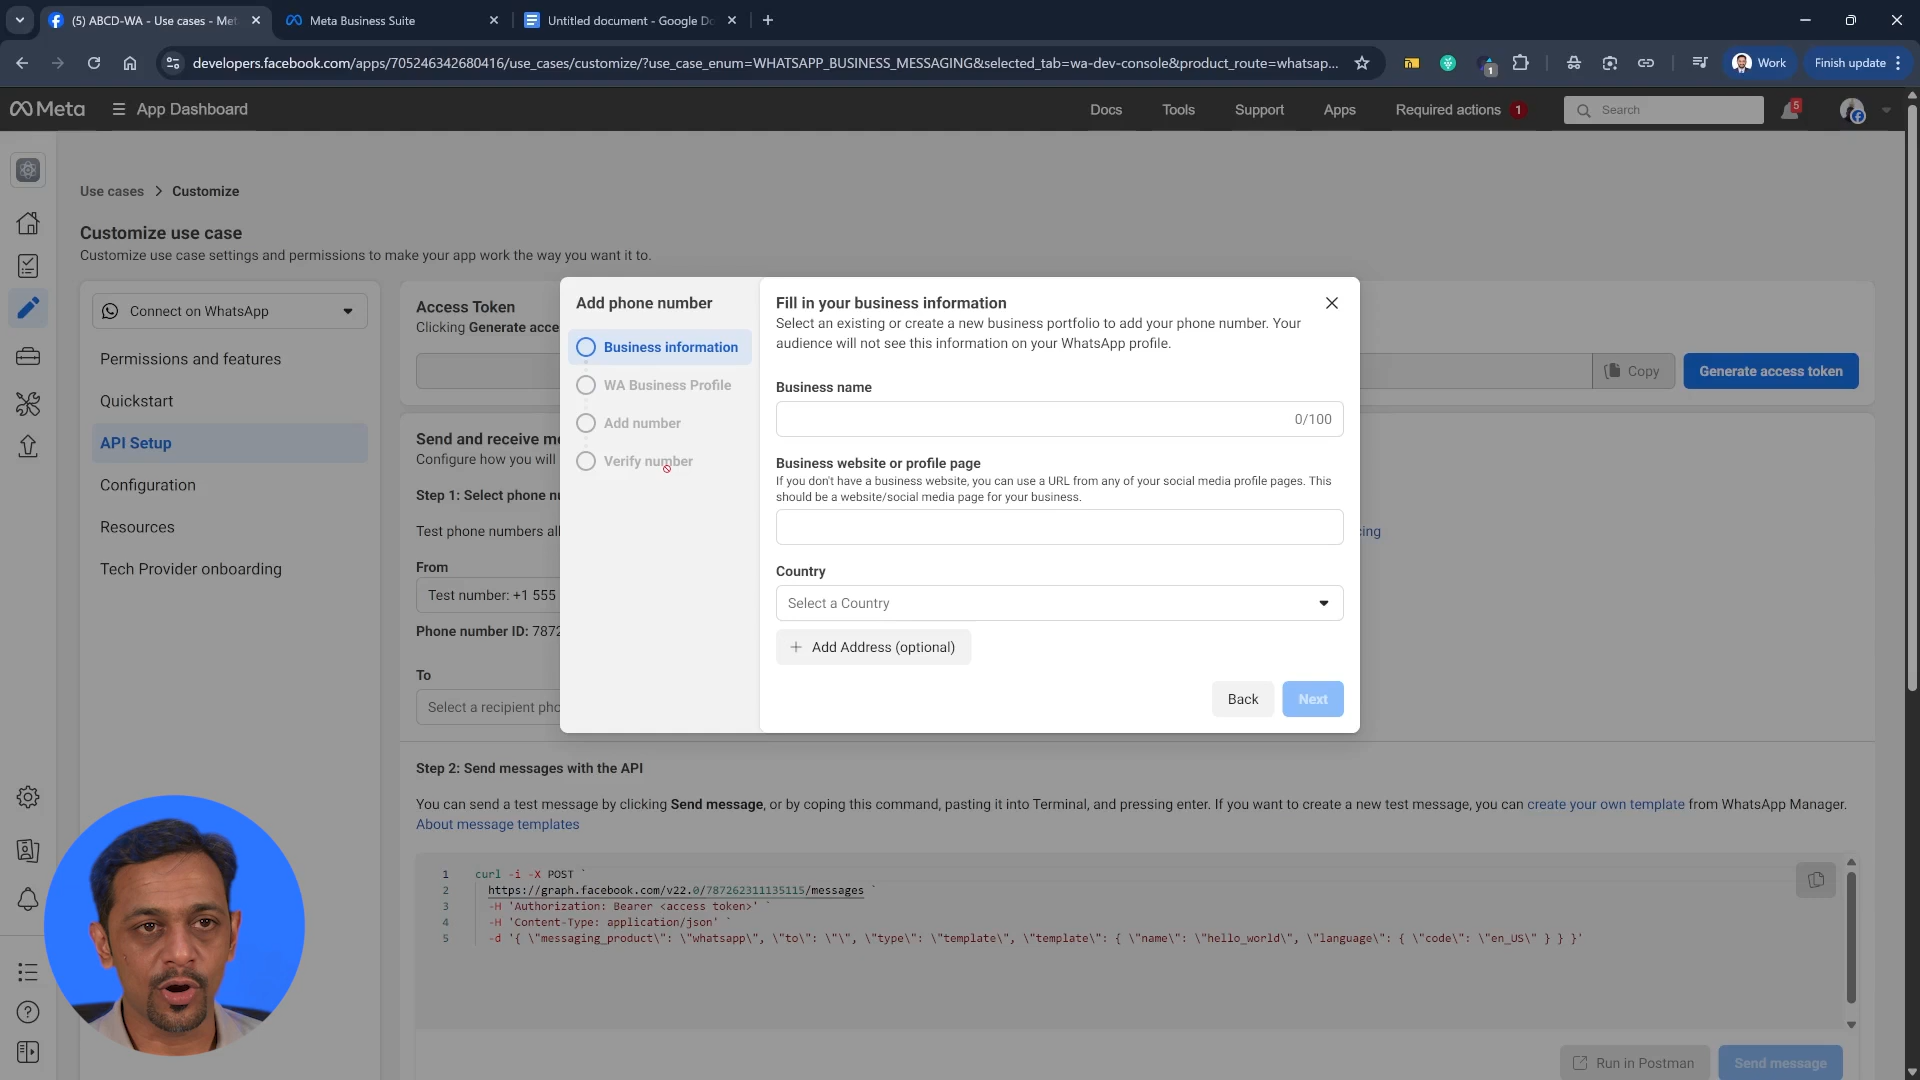 (5) ABCD-WA - Use cases - Met
Meta Business Suite
Untitled document - Google Do
developers.facebook.com/apps/705246342680416/use_cases/customize/?use_case_enum=WHATSAPP_BUSINESS_MESSAGING&selected_tab=wa-dev-console&product_route=whatsap...
1
Work
Finish update
Meta
App Dashboard
Docs
Tools
Support
Apps
Required actions 1
Search
5
Use cases > Customize
Customize use case
Customize use case settings and permissions to make your app work the way you want it to.
Connect on WhatsApp
Permissions and features
Quickstart
API Setup
Configuration
Resources
Tech Provider onboarding
Access Token
Clicking Generate acce
Copy
Generate access token
Send and receive me
Configure how you will
Step 1: Select phone nu
Test phone numbers all
ing
From
Test number: +1 555
Phone number ID: 7872
To
Select a recipient pho
Add phone number
Business information
WA Business Profile
Add number
Verify number
Fill in your business information
Select an existing or create a new business portfolio to add your phone number. Your
audience will not see this information on your WhatsApp profile.
Business name
0/100
Business website or profile page
If you don't have a business website, you can use a URL from any of your social media profile pages. This
should be a website/social media page for your business.
Country
Select a Country
+ Add Address (optional)
Back
Next
Step 2: Send messages with the API
You can send a test message by clicking Send message, or by coping this command, pasting it into Terminal, and pressing enter. If you want to create a new test message, you can create your own template from WhatsApp Manager.
About message templates
1 curl -i -X POST `
2 https://graph.facebook.com/v22.0/787262311135115/messages `
3 -H 'Authorization: Bearer <access token>' `
4 -H 'Content-Type: application/json' `
5 -d '{ \"messaging_product\": \"whatsapp\", \"to\": \"\", \"type\": \"template\", \"template\": { \"name\": \"hello_world\", \"language\": { \"code\": \"en_US\" } } }'
Run in Postman
Send message